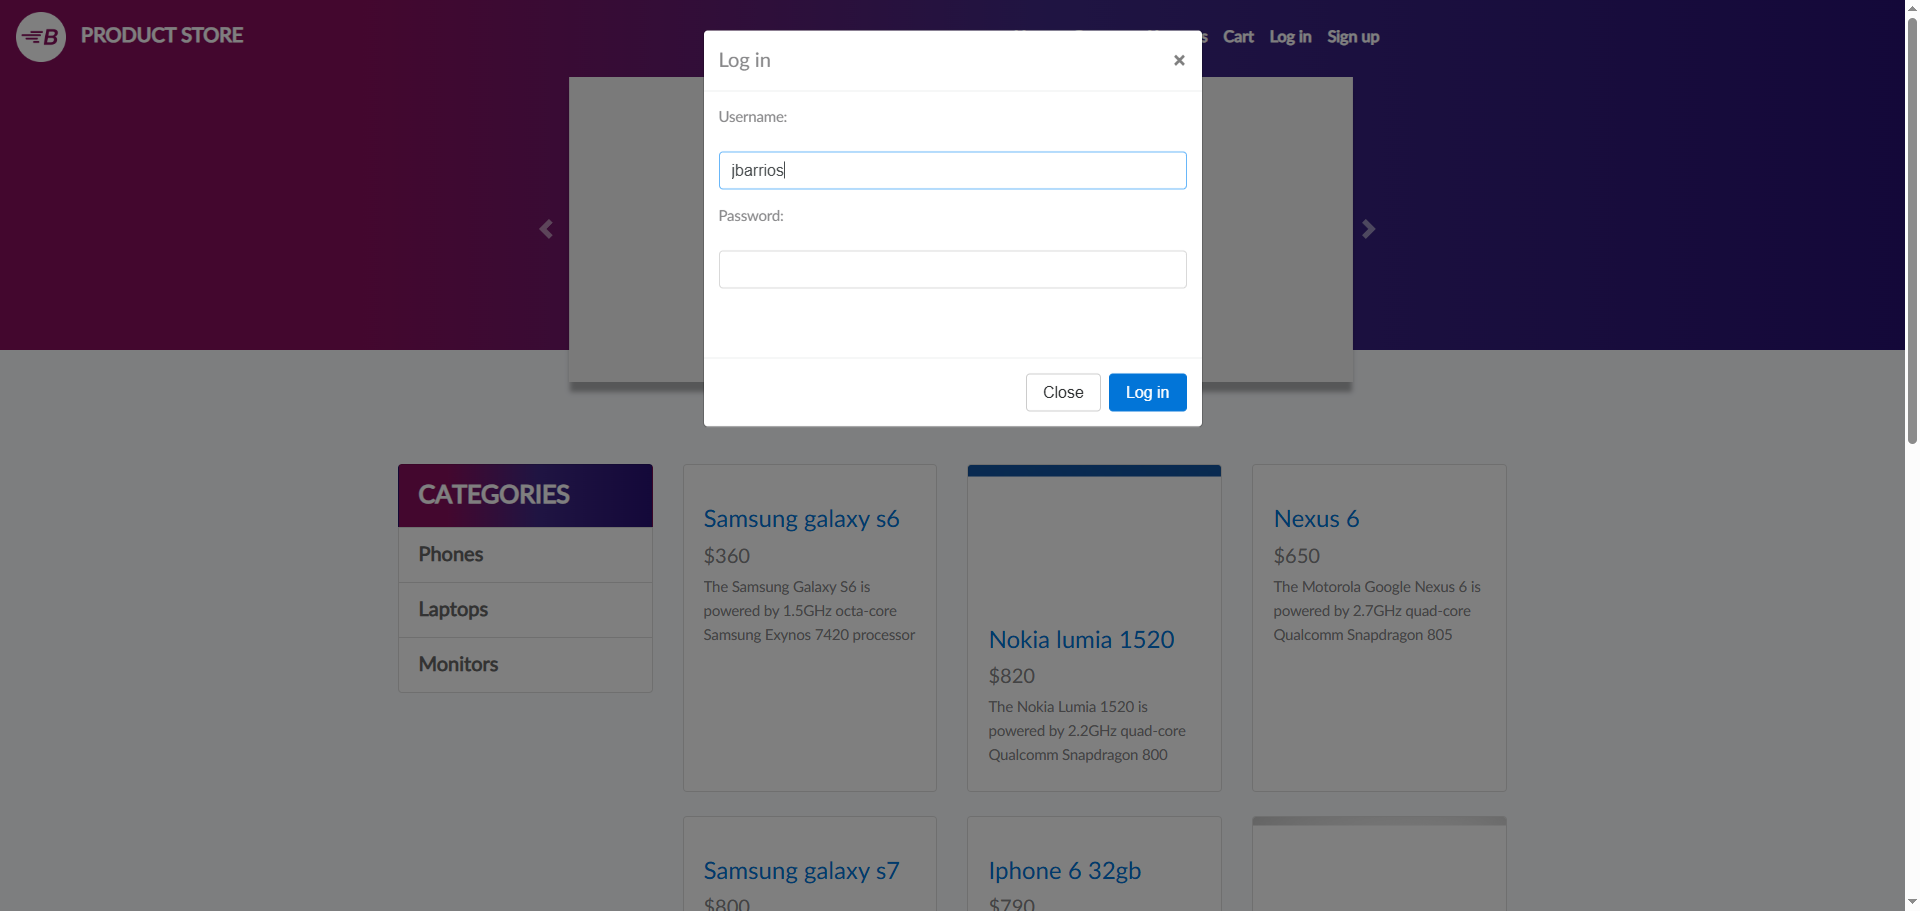 B
PRODUCT STORE
s
Cart
Log in
Sign up
Log in
×
Username:
jbarrios
Password:
Close
Log in
CATEGORIES
Phones
Laptops
Monitors
Samsung galaxy s6
$360
The Samsung Galaxy S6 is
powered by 1.5GHz octa-core
Samsung Exynos 7420 processor
Nokia lumia 1520
$820
The Nokia Lumia 1520 is
powered by 2.2GHz quad-core
Qualcomm Snapdragon 800
Nexus 6
$650
The Motorola Google Nexus 6 is
powered by 2.7GHz quad-core
Qualcomm Snapdragon 805
Samsung galaxy s7
$800
Iphone 6 32gb
$790